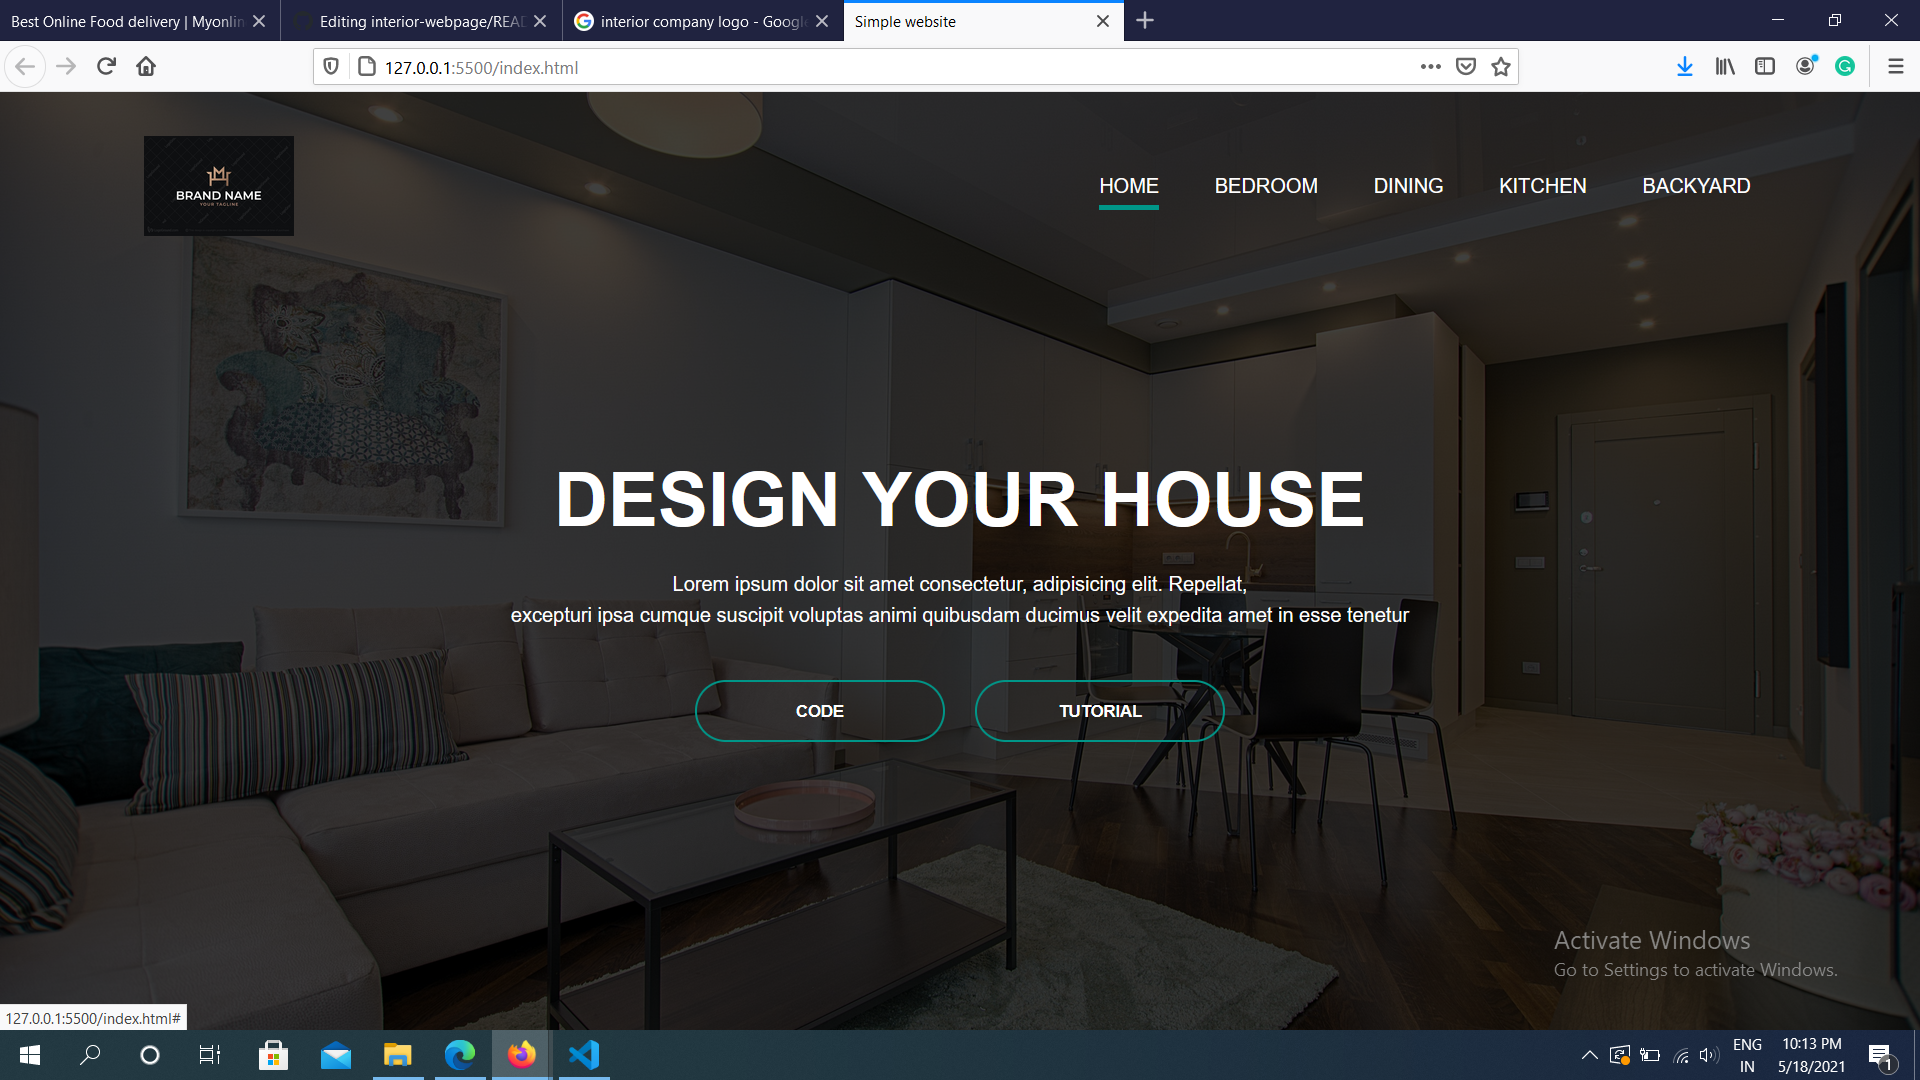 Best Online Food delivery | Myonlin
Editing interior-webpage/READ
interior company logo - Google
Simple website
127.0.0.1:5500/index.html
BRAND NAME
YOUR TAGLINE
HOME
BEDROOM
DINING
KITCHEN
BACKYARD
DESIGN YOUR HOUSE
Lorem ipsum dolor sit amet consectetur, adipisicing elit. Repellat,
excepturi ipsa cumque suscipit voluptas animi quibusdam ducimus velit expedita amet in esse tenetur
CODE
TUTORIAL
Activate Windows
Go to Settings to activate Windows.
127.0.0.1:5500/index.html#
ENG
IN
10:13 PM
5/18/2021
1